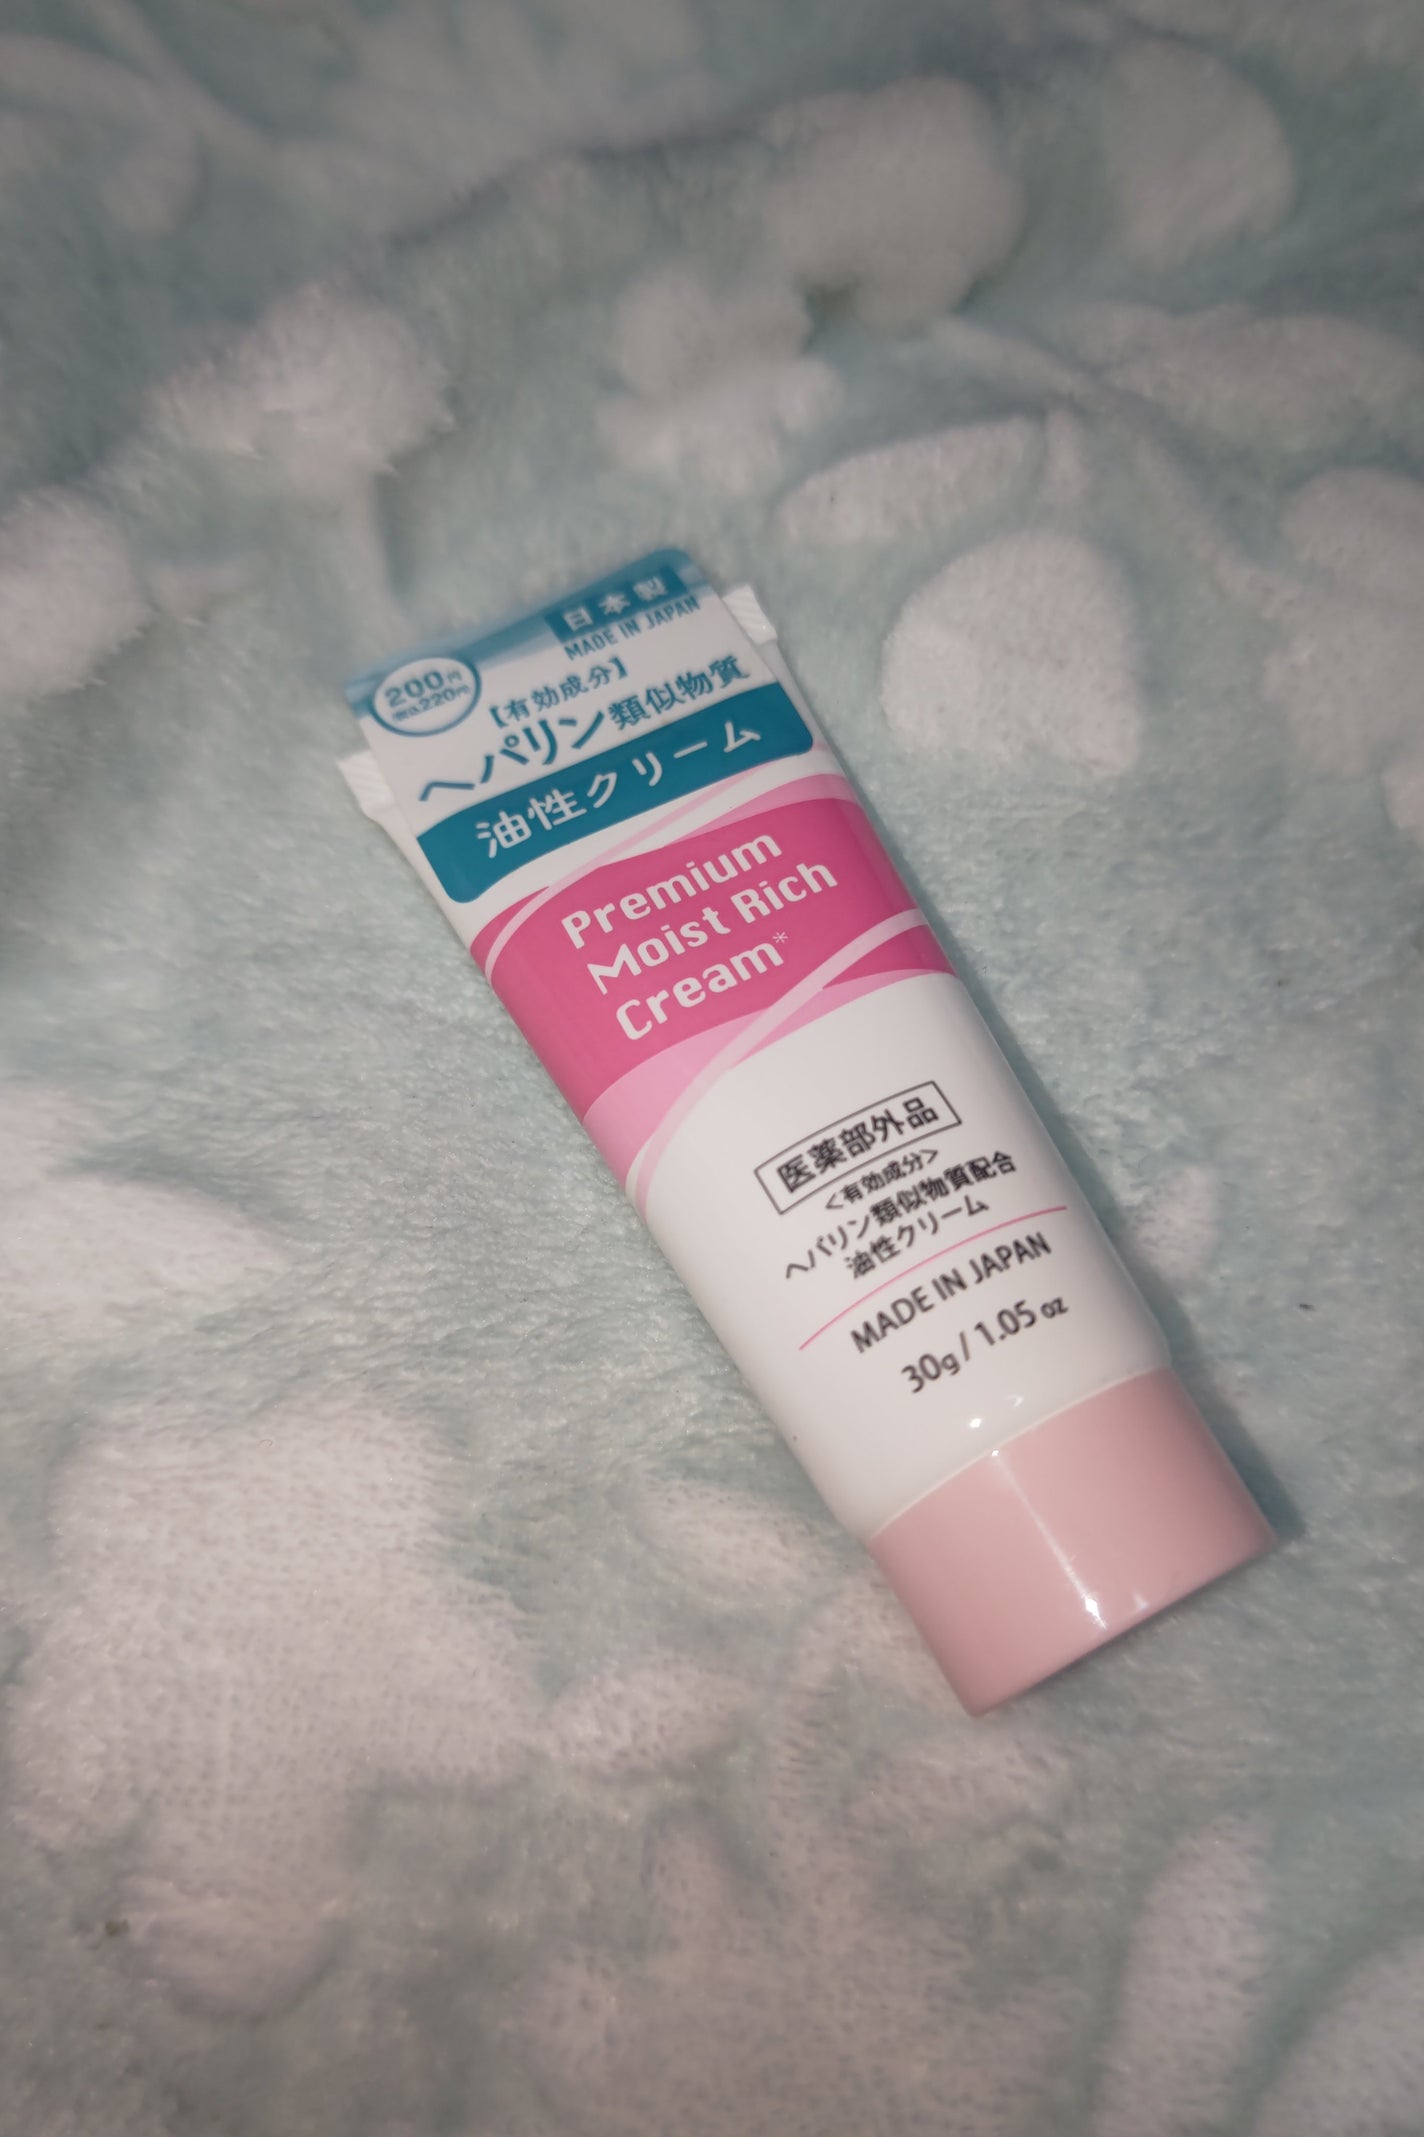 日本製
MADE IN JAPAN
200円
税込220円
【有効成分】
ヘパリン類似物質
油性クリーム
Premium
Moist Rich
Cream*
医薬部外品
<有効成分>
ヘパリン類似物質配合
油性クリーム
MADE IN JAPAN
30g / 1.05 oz